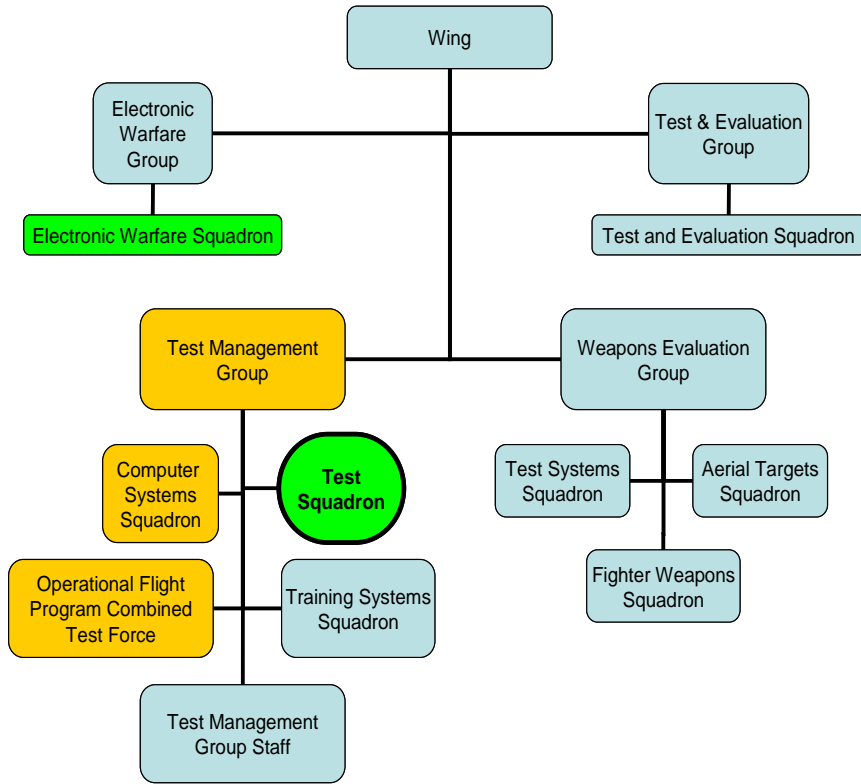 Wing
Electronic
Warfare
Group
Test & Evaluation
Group
Electronic Warfare Squadron
Test and Evaluation Squadron
Test Management
Group
Weapons Evaluation
Group
Computer
Systems
Squadron
Test
Squadron
Test Systems
Squadron
Aerial Targets
Squadron
Operational Flight
Program Combined
Test Force
Training Systems
Squadron
Fighter Weapons
Squadron
Test Management
Group Staff